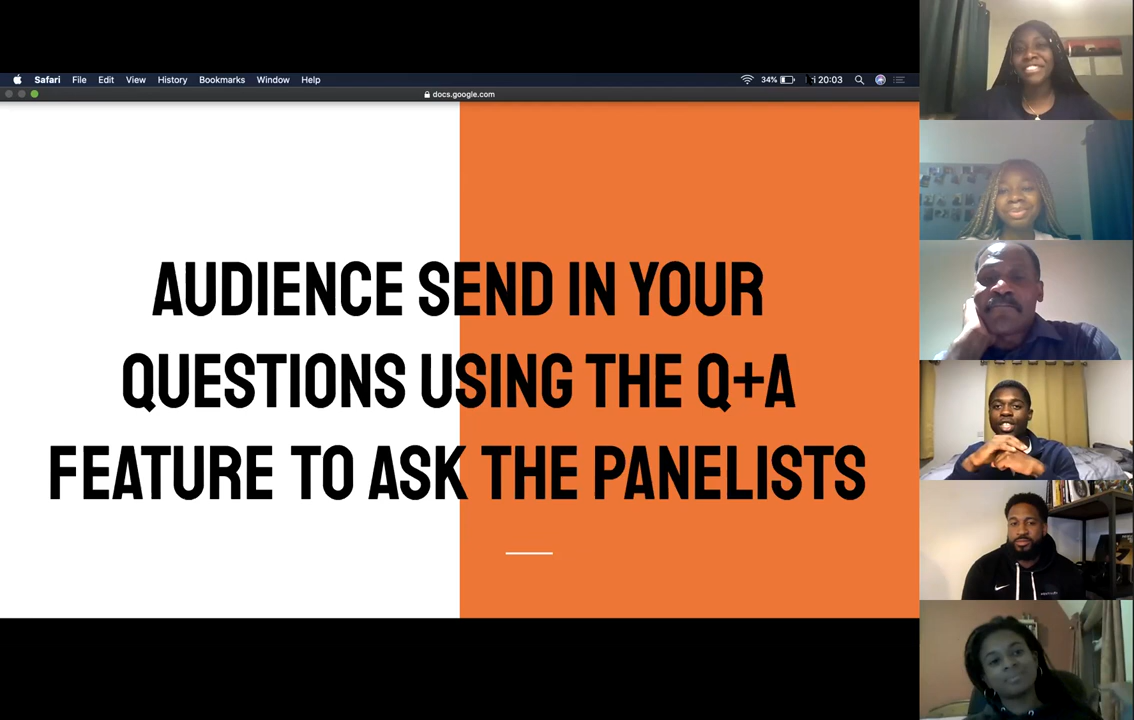 Safari File Edit View History Bookmarks Window Help 34% 20:03
docs.google.com
AUDIENCE SEND IN YOUR
QUESTIONS USING THE Q+A
FEATURE TO ASK THE PANELISTS